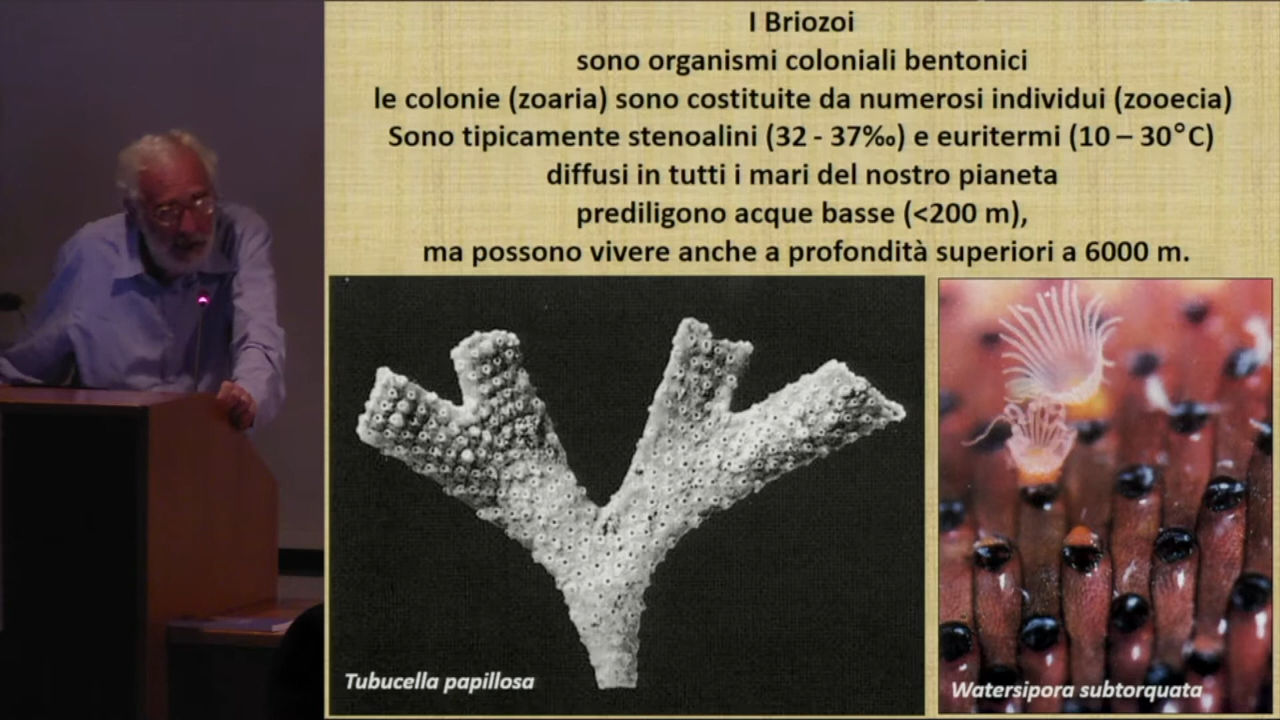 I Briozoi
sono organismi coloniali bentonici
le colonie (zoaria) sono costituite da numerosi individui (zooecia)
Sono tipicamente stenoalini (32 - 37‰) e euritermi (10 – 30°C)
diffusi in tutti i mari del nostro pianeta
prediligono acque basse (<200 m),
ma possono vivere anche a profondità superiori a 6000 m.
Tubucella papillosa
Watersipora subtorquata